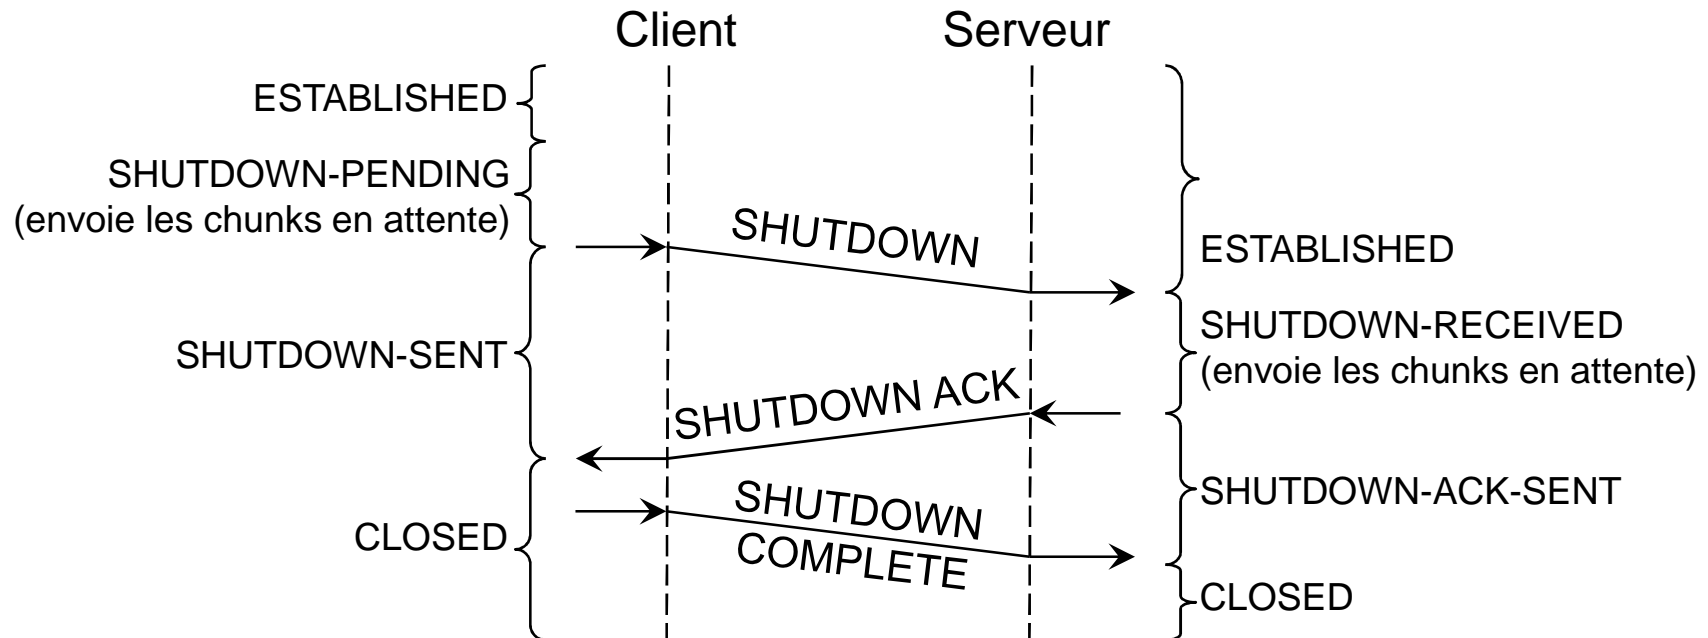 Client
Serveur
ESTABLISHED
SHUTDOWN-PENDING
(envoie les chunks en attente)
SHUTDOWN
ESTABLISHED
SHUTDOWN-RECEIVED
(envoie les chunks en attente)
SHUTDOWN-SENT
SHUTDOWN ACK
SHUTDOWN-ACK-SENT
SHUTDOWN
COMPLETE
CLOSED
CLOSED